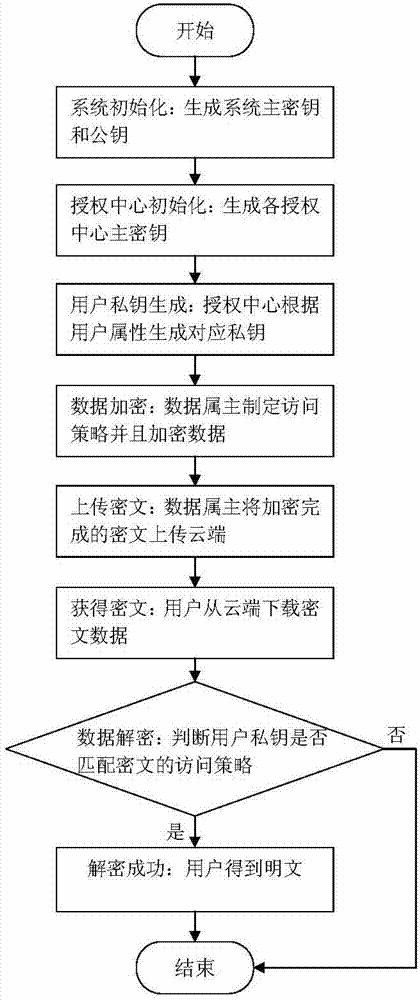 开始
系统初始化：生成系统主密钥
和公钥
授权中心初始化：生成各授权
中心主密钥
用户私钥生成：授权中心根据
用户属性生成对应私钥
数据加密：数据属主制定访问
策略并且加密数据
上传密文：数据属主将加密完
成的密文上传云端
获得密文：用户从云端下载密
文数据
数据解密：判断用户私钥是否
匹配密文的访问策略
否
是
解密成功：用户得到明文
结束